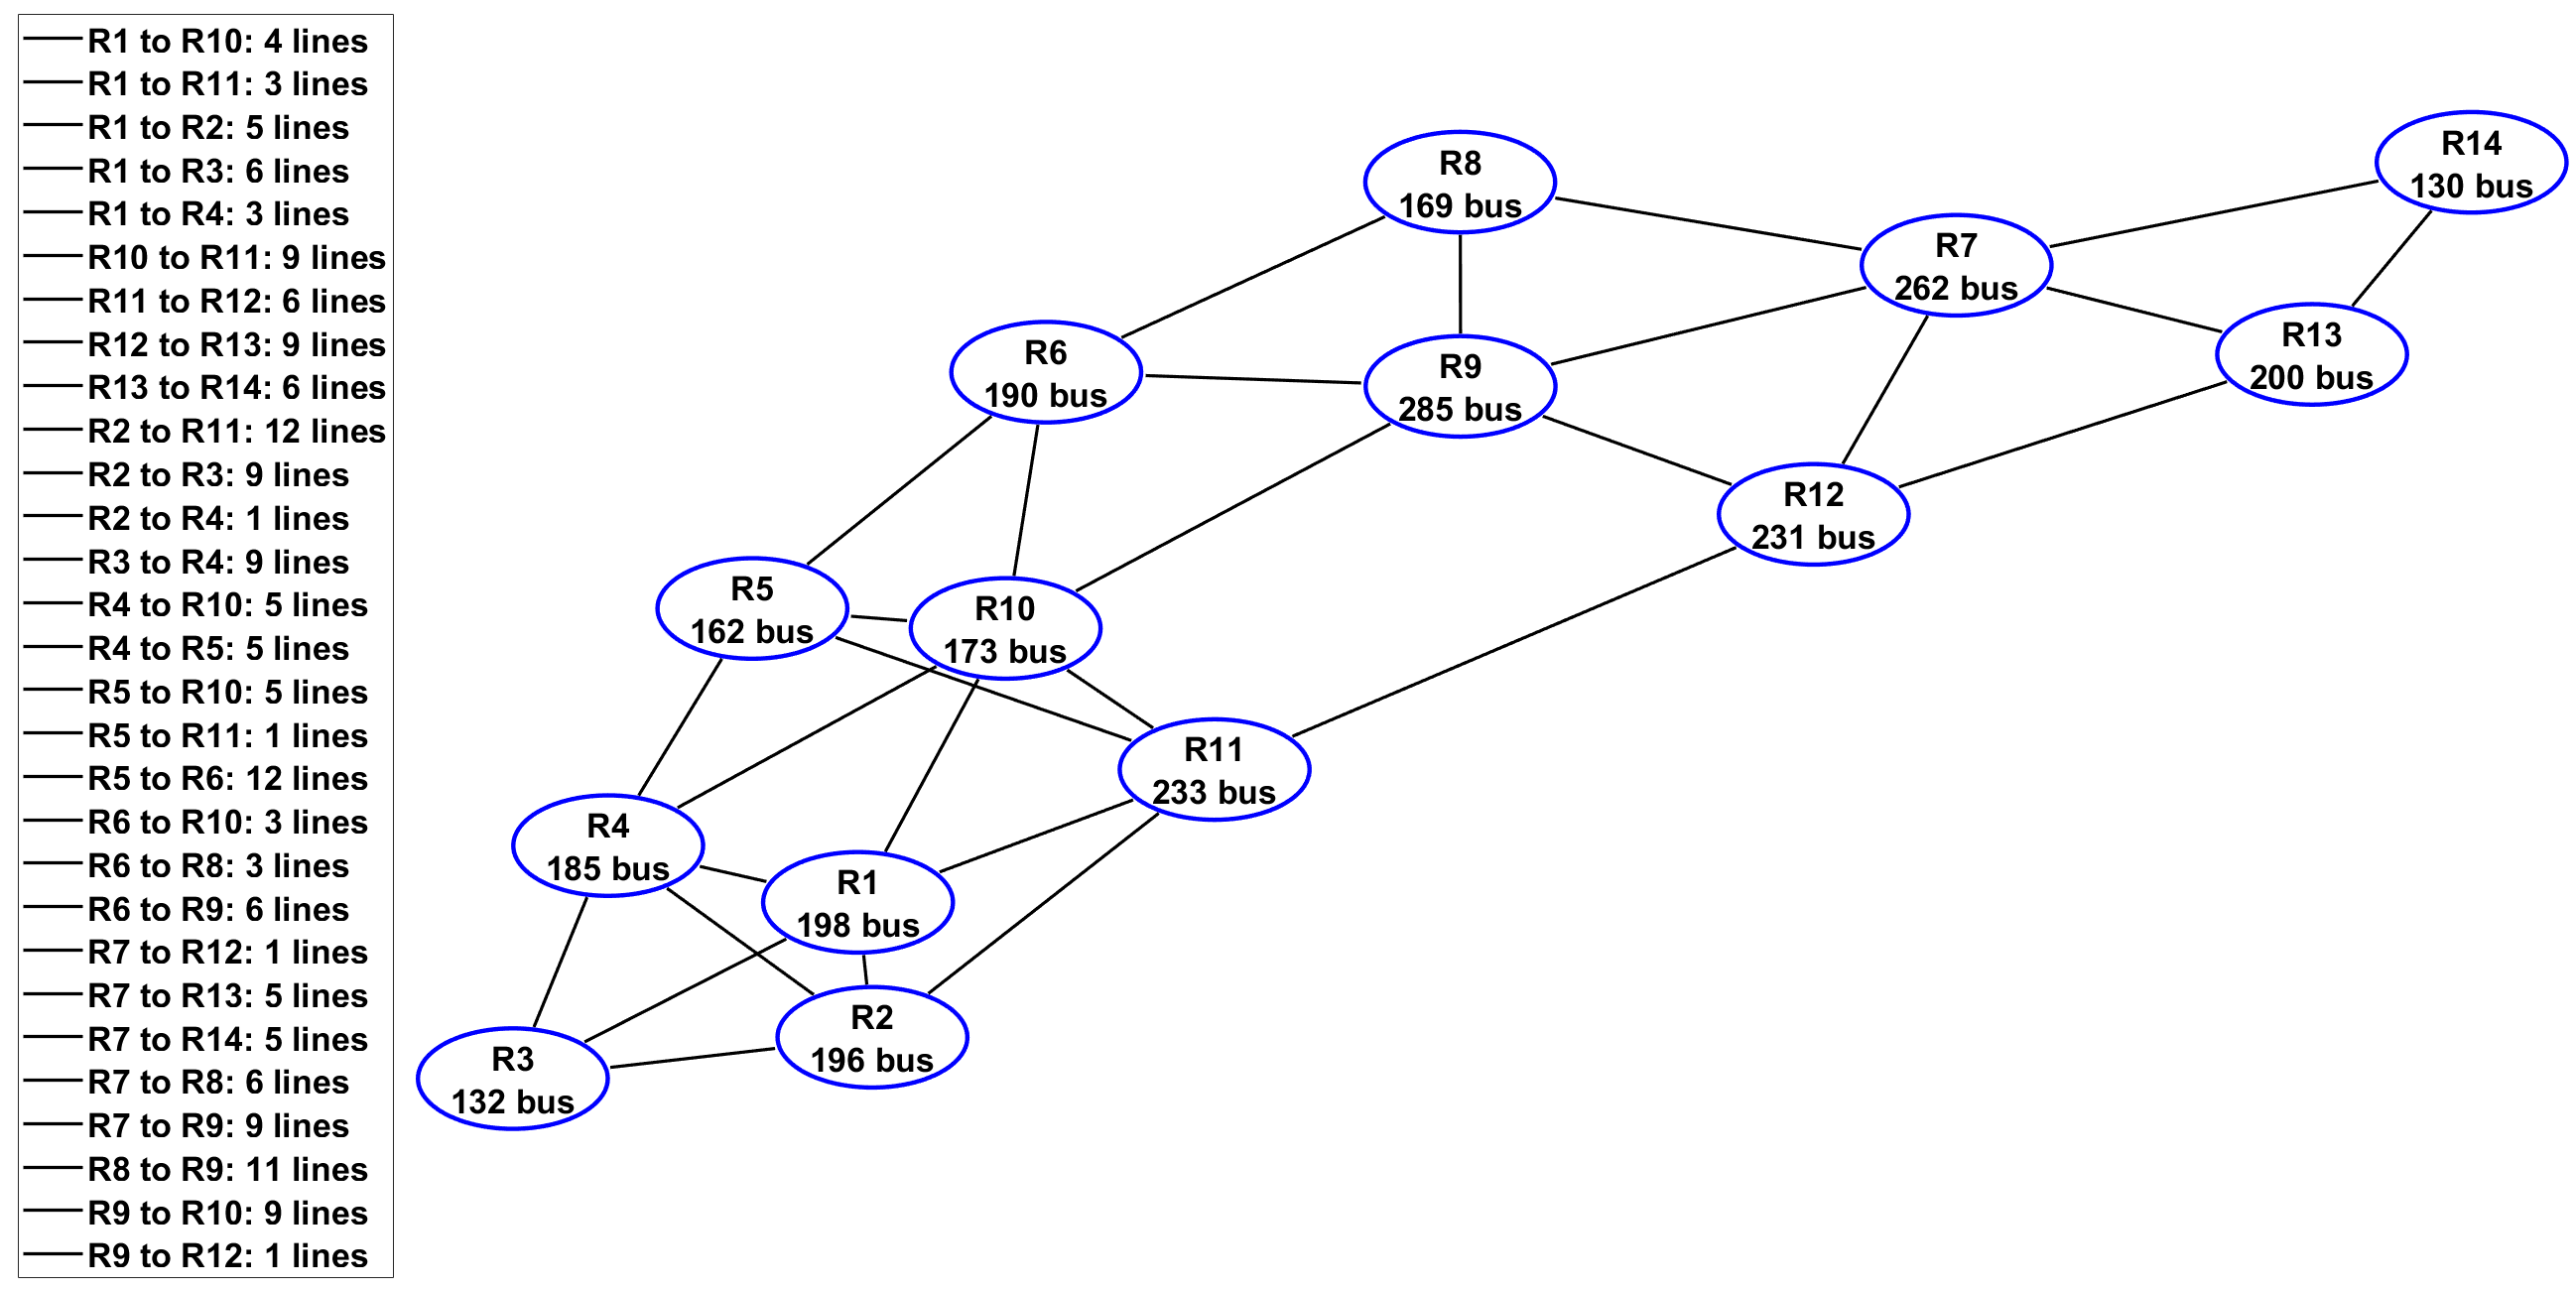 R1 to R10: 4 lines
R1 to R11: 3 lines
R1 to R2: 5 lines
R1 to R3: 6 lines
R1 to R4: 3 lines
R10 to R11: 9 lines
R11 to R12: 6 lines
R12 to R13: 9 lines
R13 to R14: 6 lines
R2 to R11: 12 lines
R2 to R3: 9 lines
R2 to R4: 1 lines
R3 to R4: 9 lines
R4 to R10: 5 lines
R4 to R5: 5 lines
R5 to R10: 5 lines
R5 to R11: 1 lines
R5 to R6: 12 lines
R6 to R10: 3 lines
R6 to R8: 3 lines
R6 to R9: 6 lines
R7 to R12: 1 lines
R7 to R13: 5 lines
R7 to R14: 5 lines
R7 to R8: 6 lines
R7 to R9: 9 lines
R8 to R9: 11 lines
R9 to R10: 9 lines
R9 to R12: 1 lines
R14
130 bus
R8
169 bus
R7
262 bus
R13
200 bus
R6
190 bus
R9
285 bus
R12
231 bus
R5
162 bus
R10
173 bus
R11
233 bus
R4
185 bus
R1
198 bus
R2
196 bus
R3
132 bus